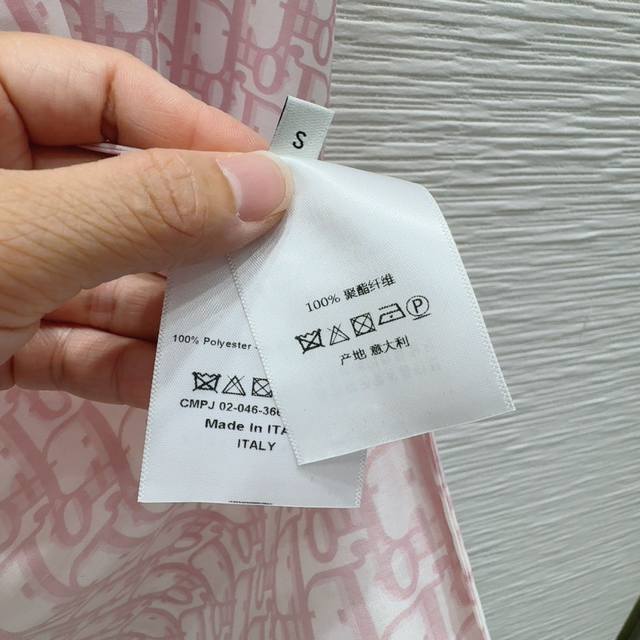 S
100% 聚酯纤维
产地 意大利
100% Polyester
CMPJ 02-046-36
Made In ITA
ITALY